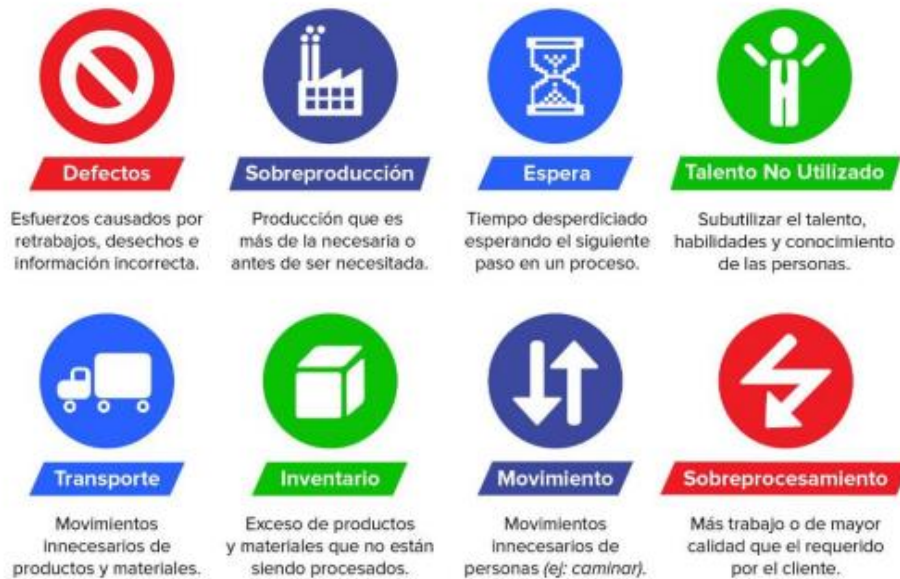 Defectos
Esfuerzos causados por
retrabajos, desechos e
información incorrecta.
Sobreproducción
Producción que es
más de la necesaria o
antes de ser necesitada.
Espera
Tiempo desperdiciado
esperando el siguiente
paso en un proceso.
Talento No Utilizado
Subutilizar el talento,
habilidades y conocimiento
de las personas.
Transporte
Movimientos
innecesarios de
productos y materiales.
Inventario
Exceso de productos
y materiales que no están
siendo procesados.
Movimiento
Movimientos
innecesarios de
personas (ej: caminar).
Sobreprocesamiento
Más trabajo o de mayor
calidad que el requerido
por el cliente.